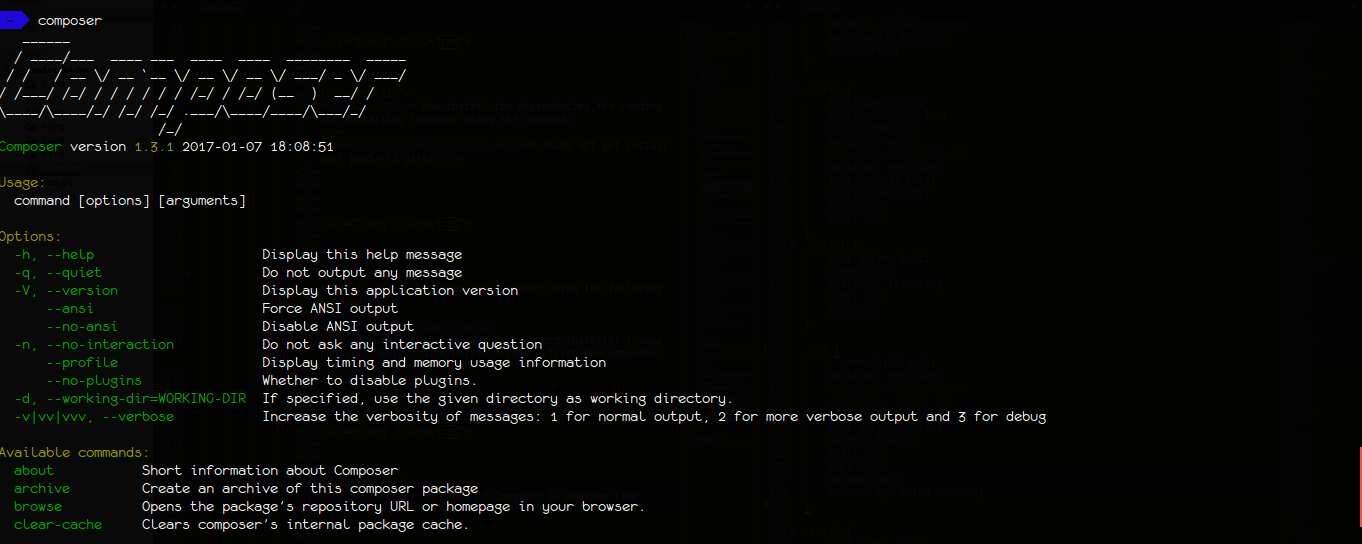 ~ composer
   ______
  / ____/___  ____ ___  ____  ____  ________  _____
 / /   / __ \/ __ `__ \/ __ \/ __ \/ ___/ _ \/ ___/
/ /___/ /_/ / / / / / / /_/ / /_/ (__  )  __/ /
\____/\____/_/ /_/ /_/ .___/\____/____/\___/_/
                    /_/
Composer version 1.3.1 2017-01-07 18:08:51
Usage:
  command [options] [arguments]
Options:
  -h, --help                     Display this help message
  -q, --quiet                    Do not output any message
  -V, --version                  Display this application version
      --ansi                     Force ANSI output
      --no-ansi                  Disable ANSI output
  -n, --no-interaction           Do not ask any interactive question
      --profile                  Display timing and memory usage information
      --no-plugins               Whether to disable plugins.
  -d, --working-dir=WORKING-DIR  If specified, use the given directory as working directory.
  -v|vv|vvv, --verbose           Increase the verbosity of messages: 1 for normal output, 2 for more verbose output and 3 for debug
Available commands:
  about           Short information about Composer
  archive         Create an archive of this composer package
  browse          Opens the package's repository URL or homepage in your browser.
  clear-cache     Clears composer's internal package cache.